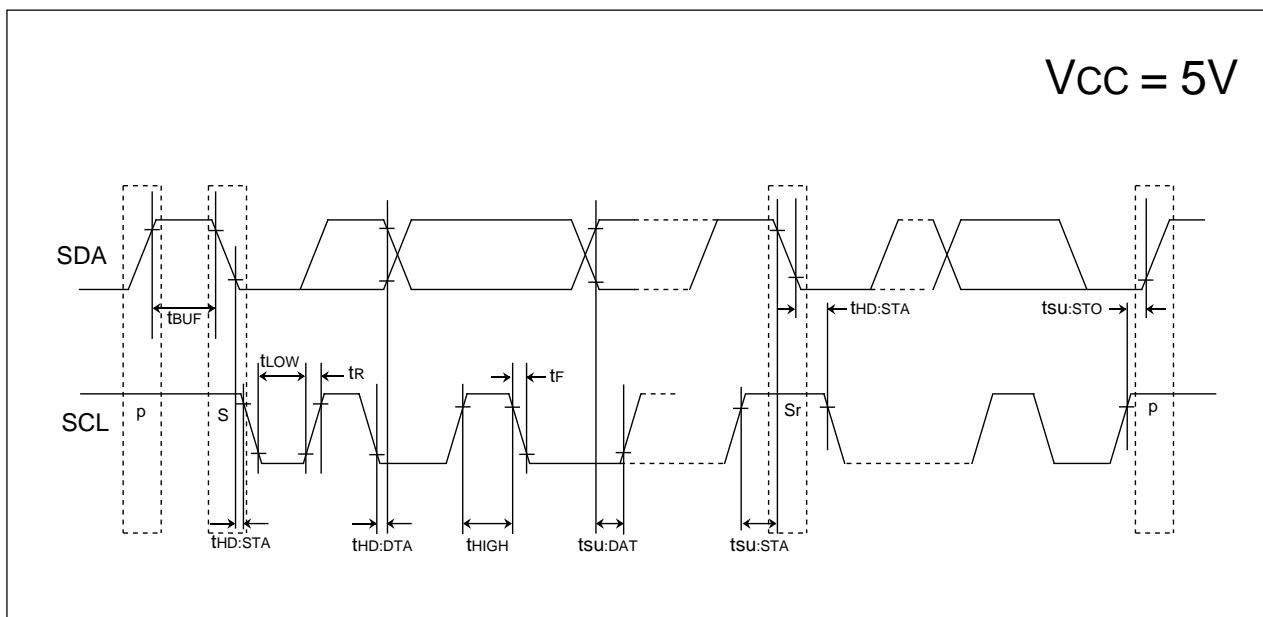 VCC = 5V
SDA
tBUF
tHD:STA
tsu:STO
tLOW
tR
tF
SCL
p
S
Sr
p
tHD:STA
tHD:DTA
tHIGH
tsu:DAT
tsu:STA